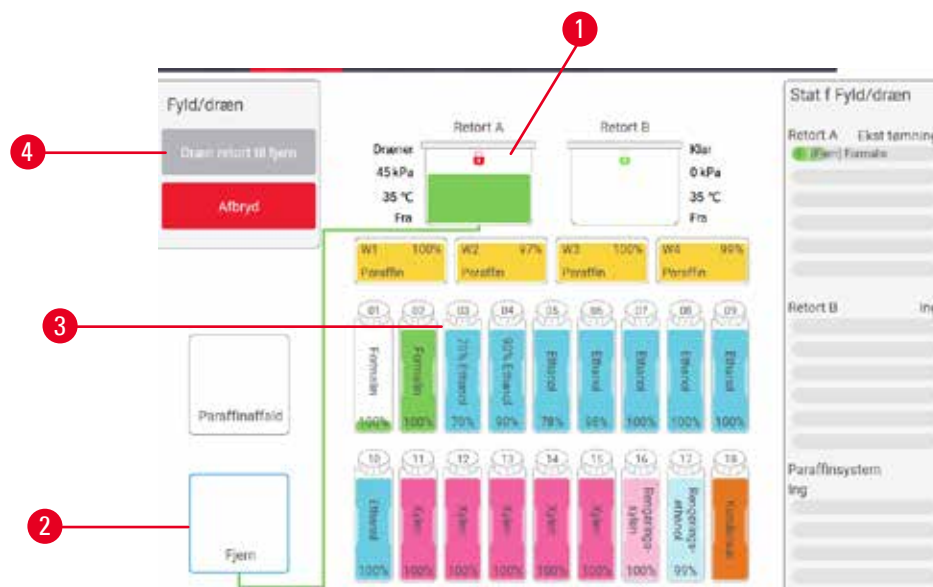 1
Fyld/dræn
Dræn retort til fjern
Afbryd
4
Retort A
Dræner
45 kPa
35 °C
Fra
Retort B
Klar
0 kPa
35 °C
Fra
Stat f Fyld/dræn
Retort A Ekst tømning
(Fjern) Formalin
W1 100%
Paraffin
W2 97%
Paraffin
W3 100%
Paraffin
W4 99%
Paraffin
3
01
Formalin
100%
02
Formalin
100%
03
70% Ethanol
70%
04
90% Ethanol
90%
05
Ethanol
78%
06
Ethanol
98%
07
Ethanol
100%
08
Ethanol
100%
09
Ethanol
100%
Retort B Ing
Paraffinaffald
2
Fjern
10
Ethanol
100%
11
Xylen
100%
12
Xylen
100%
13
Xylen
100%
14
Xylen
100%
15
Xylen
100%
16
Rengørings-
xylen
100%
17
Rengørings-
ethanol
99%
18
Paraffinsystem
Ing